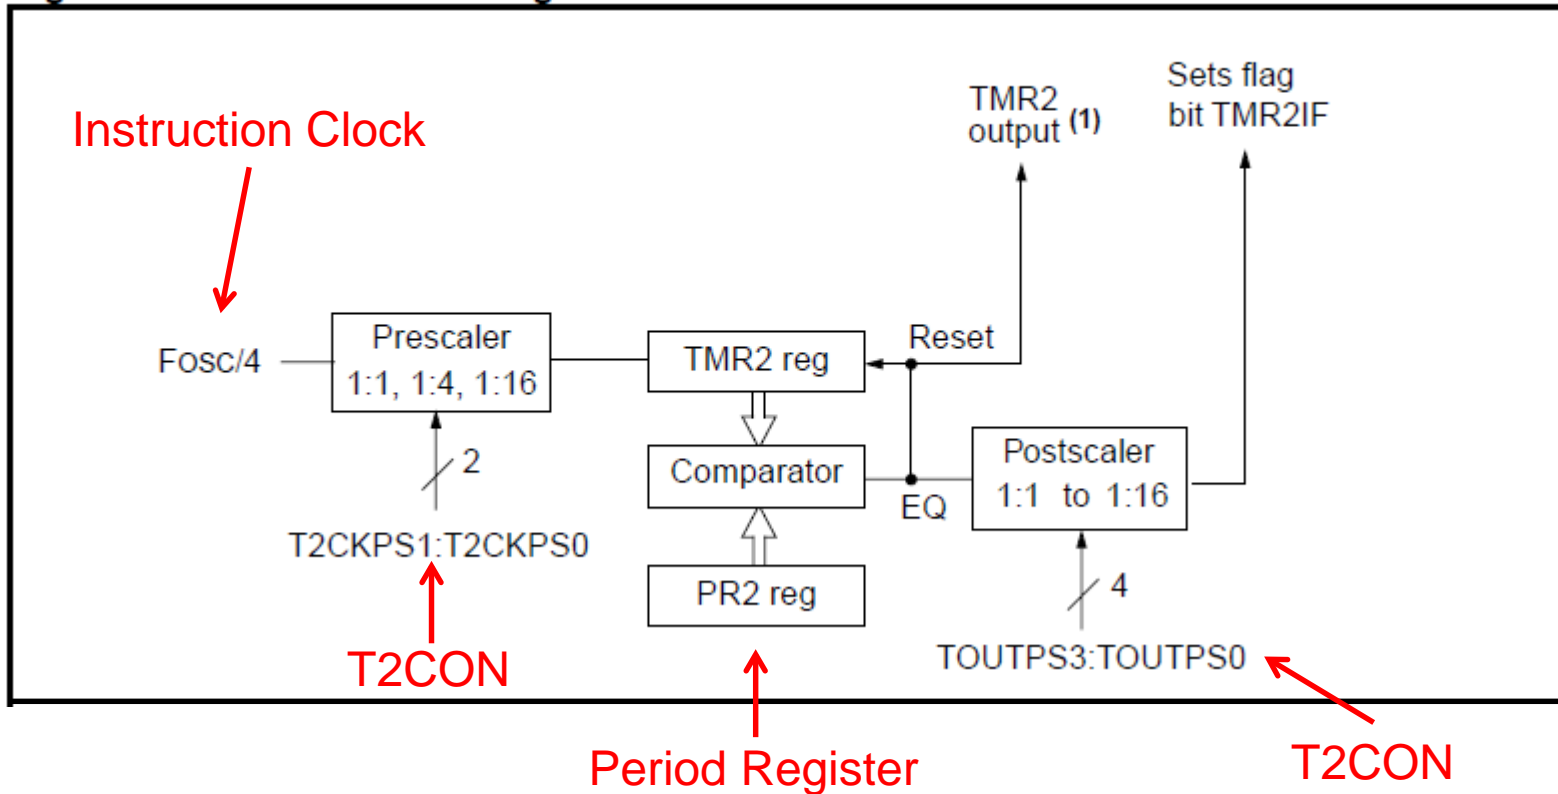 Sets flag
bit TMR2IF
TMR2
output (1)
Instruction Clock
Reset
Prescaler
1:1, 1:4, 1:16
Fosc/4
TMR2 reg
Postscaler
1:1 to 1:16
Comparator
EQ
2
T2CKPS1:T2CKPS0
PR2 reg
4
TOUTPS3:TOUTPS0
T2CON
Period Register
T2CON